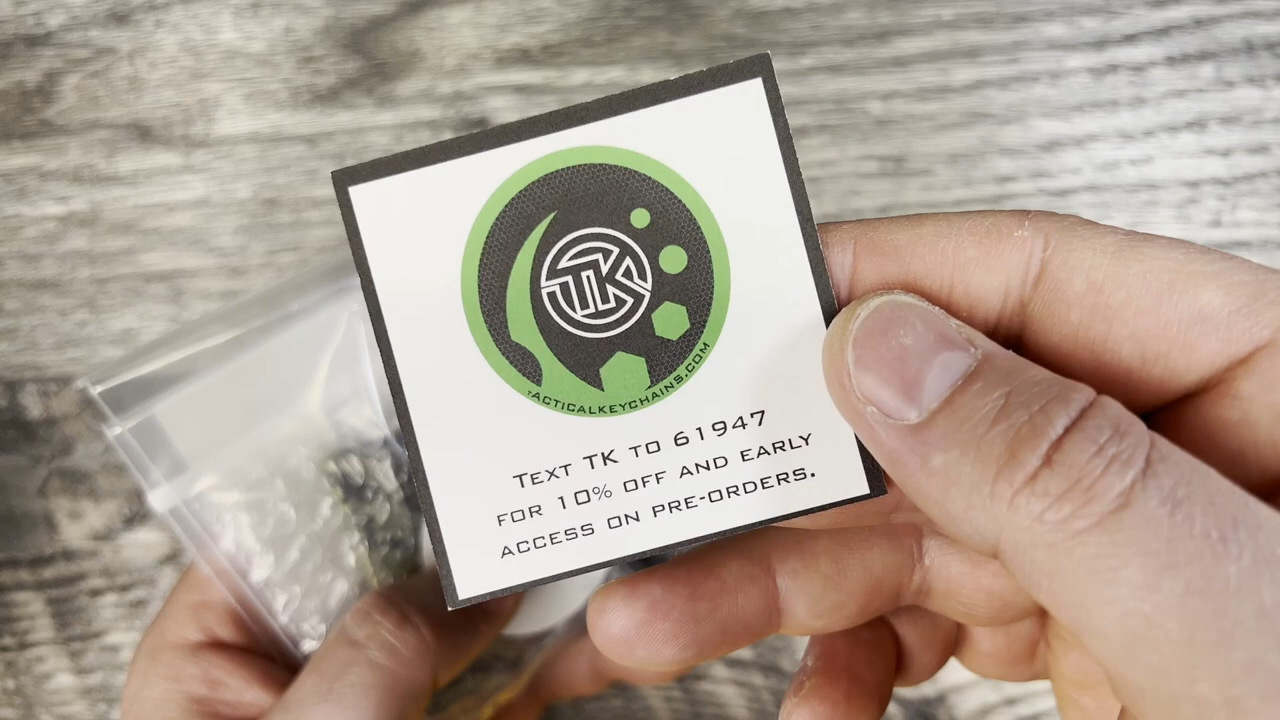 TK
TACTICALKEYCHAINS.COM
TEXT TK TO 61947
FOR 10% OFF AND EARLY
ACCESS ON PRE-ORDERS.